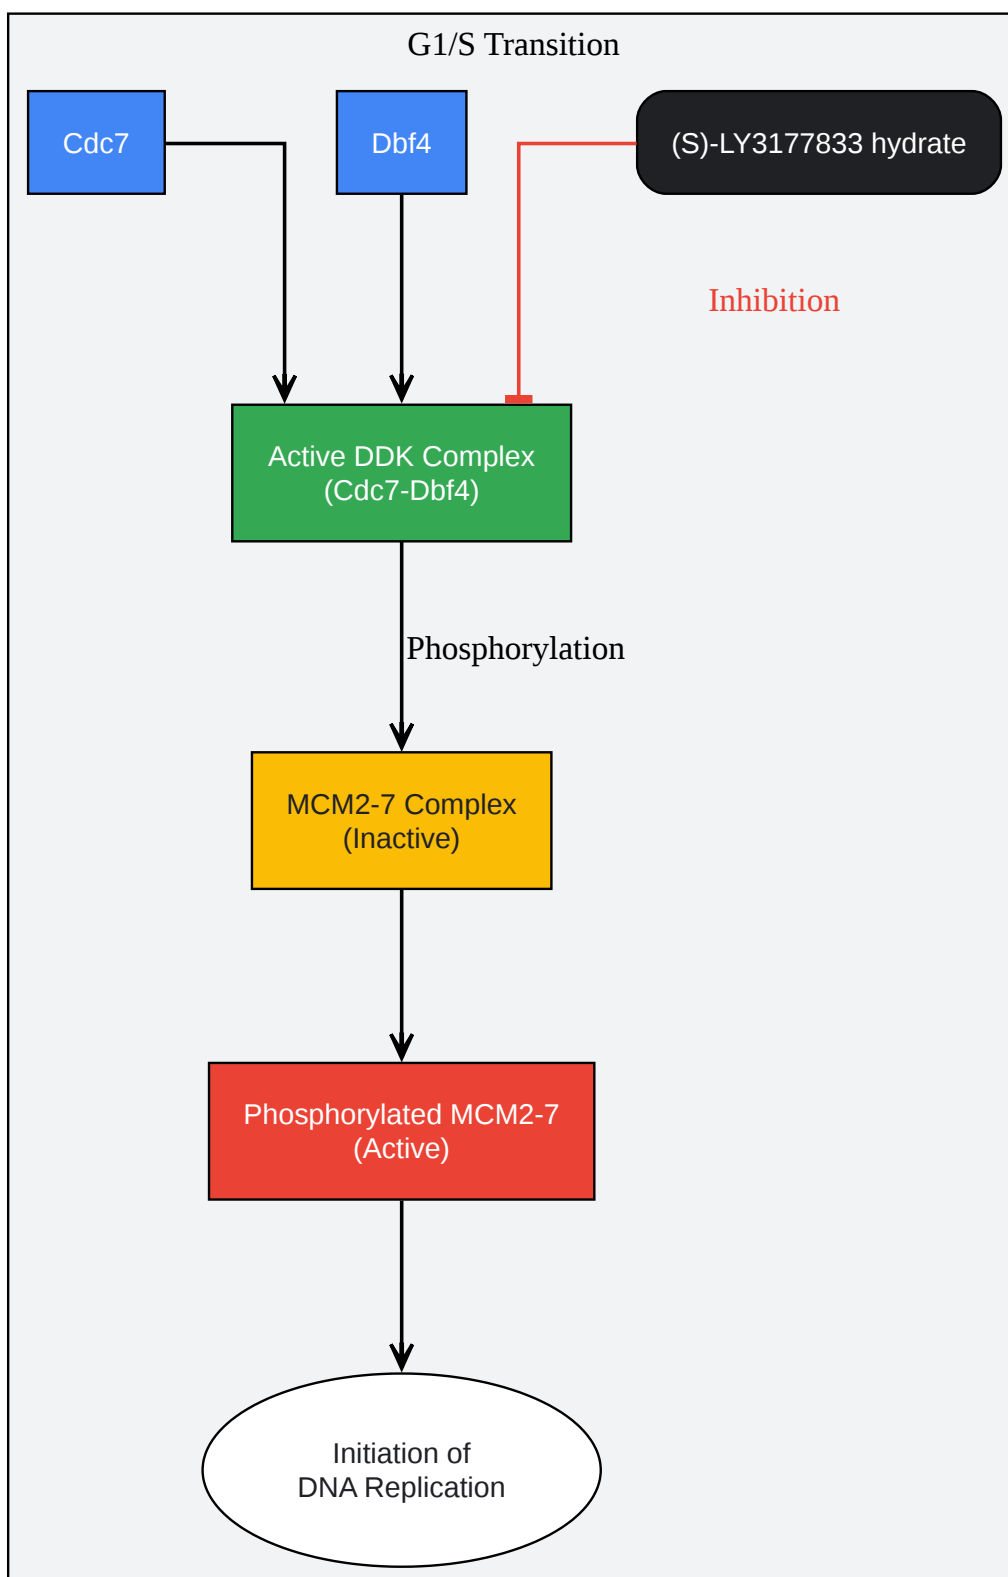 G1/S Transition
Cdc7
Dbf4
(S)-LY3177833 hydrate
Inhibition
Active DDK Complex
(Cdc7-Dbf4)
Phosphorylation
MCM2-7 Complex
(Inactive)
Phosphorylated MCM2-7
(Active)
Initiation of
DNA Replication